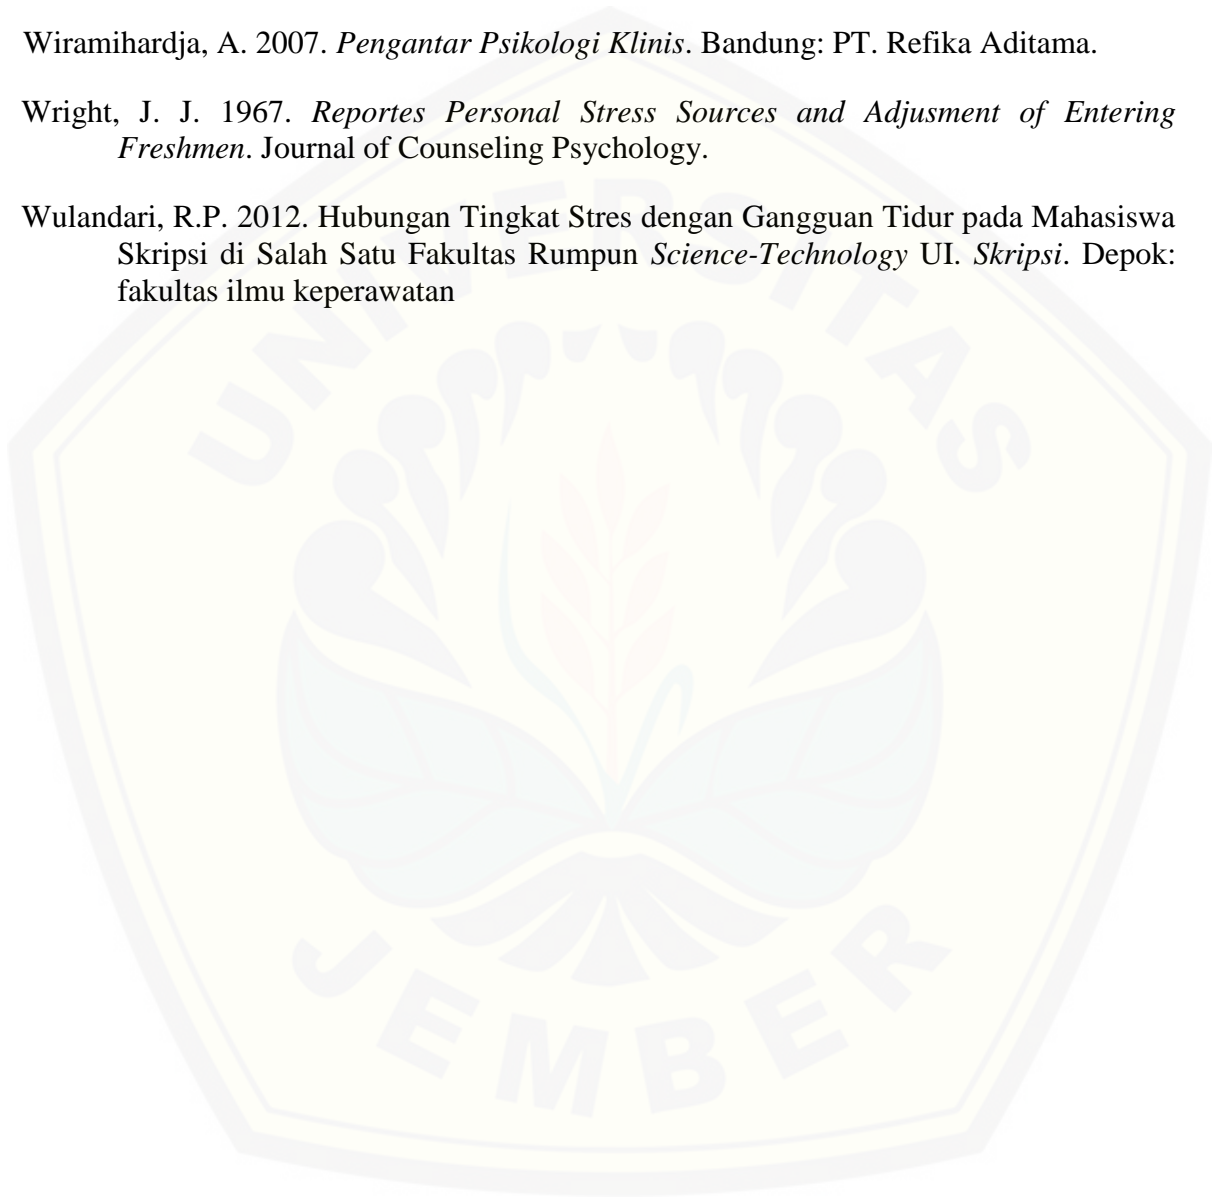 Wiramihardja, A. 2007. Pengantar Psikologi Klinis. Bandung: PT. Refika Aditama.
Wright, J. J. 1967. Reportes Personal Stress Sources and Adjusment of Entering
Freshmen. Journal of Counseling Psychology.
Wulandari, R.P. 2012. Hubungan Tingkat Stres dengan Gangguan Tidur pada Mahasiswa
Skripsi di Salah Satu Fakultas Rumpun Science-Technology UI. Skripsi. Depok:
fakultas ilmu keperawatan
UNIVERSITAS
JEMBER